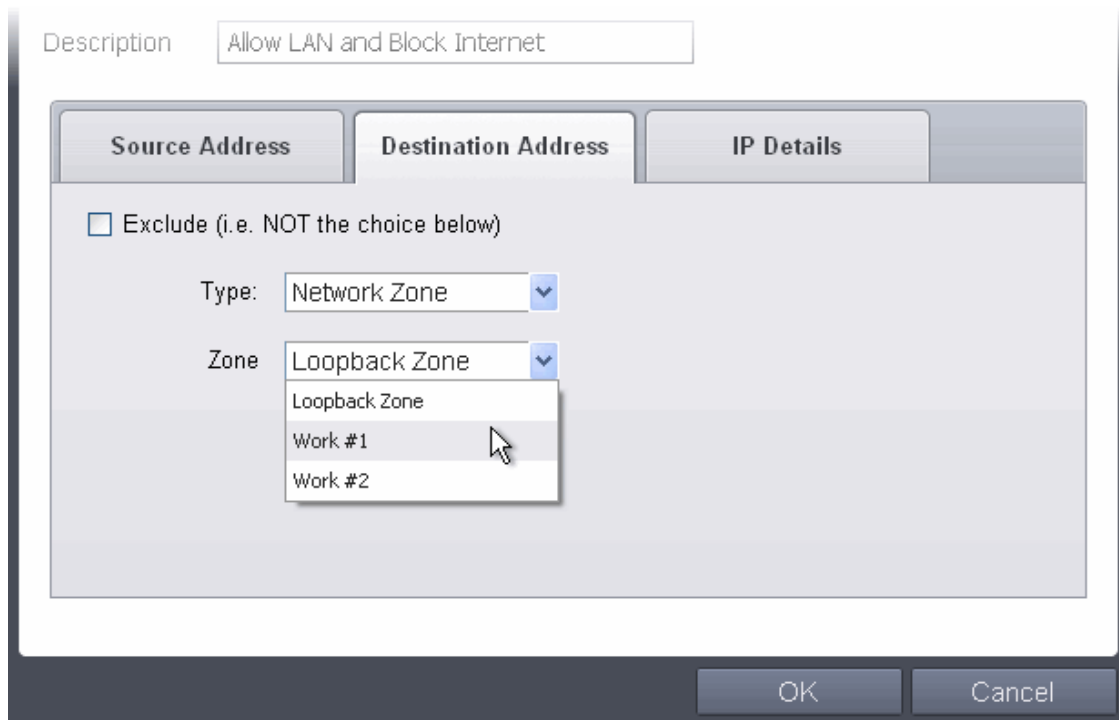 Description Allow LAN and Block Internet
Source Address Destination Address IP Details
Exclude (i.e. NOT the choice below)
Type: Network Zone
Zone Loopback Zone
Loopback Zone
Work #1
Work #2
OK Cancel